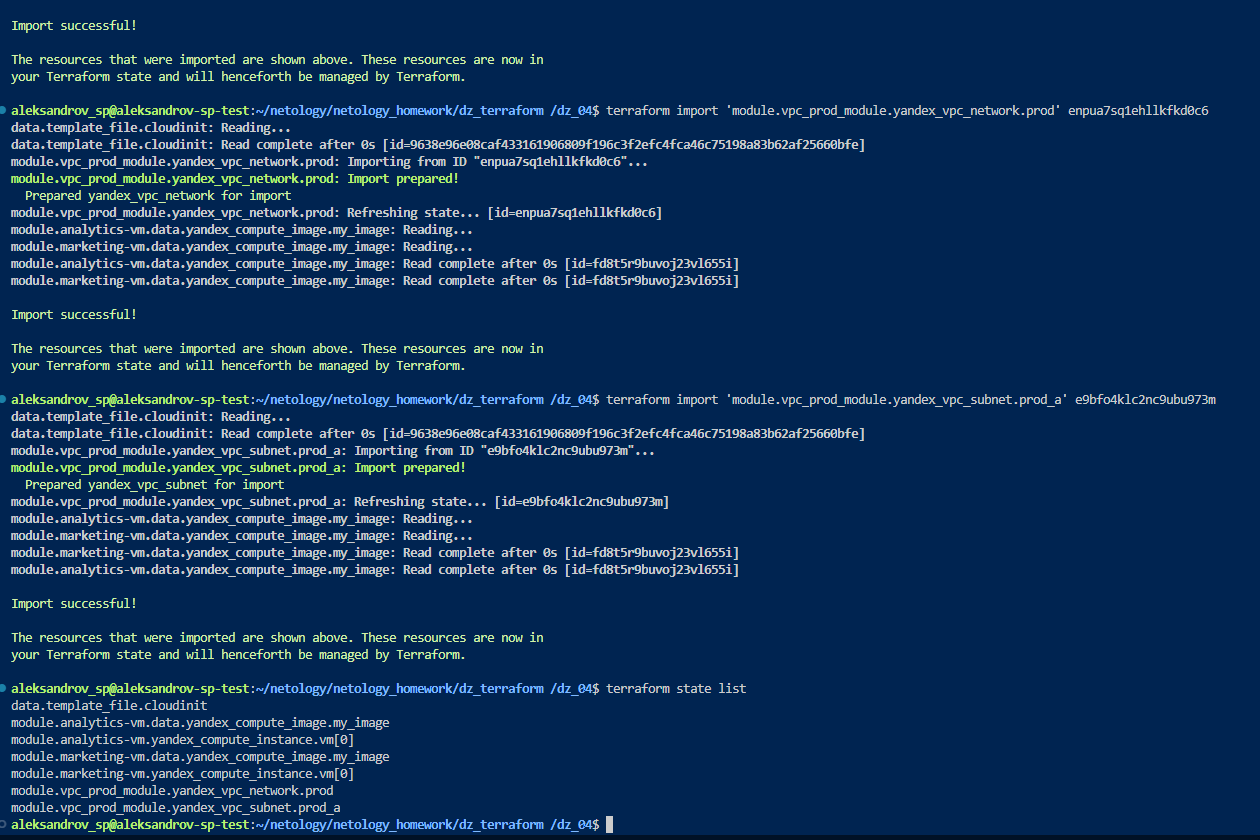 Import successful!
The resources that were imported are shown above. These resources are now in
your Terraform state and will henceforth be managed by Terraform.
aleksandrov_sp@aleksandrov-sp-test:~/netology/netology_homework/dz_terraform /dz_04$ terraform import 'module.vpc_prod_module.yandex_vpc_network.prod' enpua7sq1ehllkfkd0c6
data.template_file.cloudinit: Reading...
data.template_file.cloudinit: Read complete after 0s [id=9638e96e08caf433161906809f196c3f2efc4fca46c75198a83b62af25660bfe]
module.vpc_prod_module.yandex_vpc_network.prod: Importing from ID "enpua7sq1ehllkfkd0c6"...
module.vpc_prod_module.yandex_vpc_network.prod: Import prepared!
  Prepared yandex_vpc_network for import
module.vpc_prod_module.yandex_vpc_network.prod: Refreshing state... [id=enpua7sq1ehllkfkd0c6]
module.analytics-vm.data.yandex_compute_image.my_image: Reading...
module.marketing-vm.data.yandex_compute_image.my_image: Reading...
module.analytics-vm.data.yandex_compute_image.my_image: Read complete after 0s [id=fd8t5r9buvoj23vl655i]
module.marketing-vm.data.yandex_compute_image.my_image: Read complete after 0s [id=fd8t5r9buvoj23vl655i]
Import successful!
The resources that were imported are shown above. These resources are now in
your Terraform state and will henceforth be managed by Terraform.
aleksandrov_sp@aleksandrov-sp-test:~/netology/netology_homework/dz_terraform /dz_04$ terraform import 'module.vpc_prod_module.yandex_vpc_subnet.prod_a' e9bfo4klc2nc9ubu973m
data.template_file.cloudinit: Reading...
data.template_file.cloudinit: Read complete after 0s [id=9638e96e08caf433161906809f196c3f2efc4fca46c75198a83b62af25660bfe]
module.vpc_prod_module.yandex_vpc_subnet.prod_a: Importing from ID "e9bfo4klc2nc9ubu973m"...
module.vpc_prod_module.yandex_vpc_subnet.prod_a: Import prepared!
  Prepared yandex_vpc_subnet for import
module.vpc_prod_module.yandex_vpc_subnet.prod_a: Refreshing state... [id=e9bfo4klc2nc9ubu973m]
module.analytics-vm.data.yandex_compute_image.my_image: Reading...
module.marketing-vm.data.yandex_compute_image.my_image: Reading...
module.marketing-vm.data.yandex_compute_image.my_image: Read complete after 0s [id=fd8t5r9buvoj23vl655i]
module.analytics-vm.data.yandex_compute_image.my_image: Read complete after 0s [id=fd8t5r9buvoj23vl655i]
Import successful!
The resources that were imported are shown above. These resources are now in
your Terraform state and will henceforth be managed by Terraform.
aleksandrov_sp@aleksandrov-sp-test:~/netology/netology_homework/dz_terraform /dz_04$ terraform state list
data.template_file.cloudinit
module.analytics-vm.data.yandex_compute_image.my_image
module.analytics-vm.yandex_compute_instance.vm[0]
module.marketing-vm.data.yandex_compute_image.my_image
module.marketing-vm.yandex_compute_instance.vm[0]
module.vpc_prod_module.yandex_vpc_network.prod
module.vpc_prod_module.yandex_vpc_subnet.prod_a
aleksandrov_sp@aleksandrov-sp-test:~/netology/netology_homework/dz_terraform /dz_04$